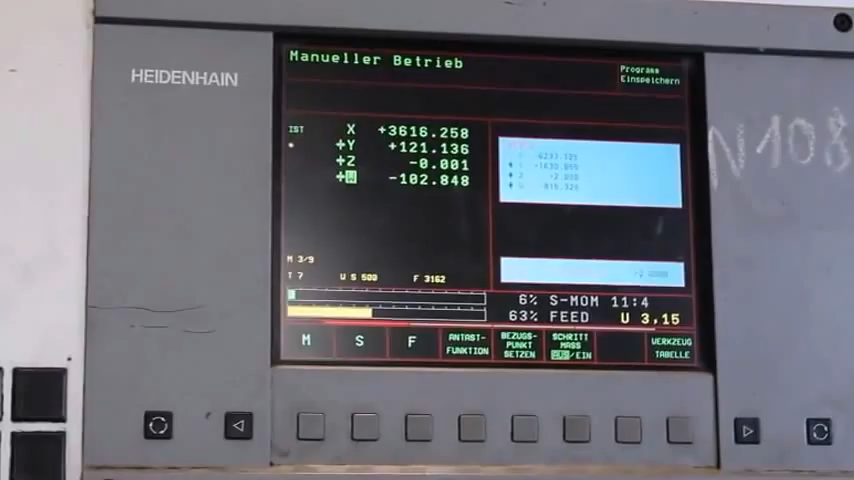 HEIDENHAIN
Manueller Betrieb
Programm
Einspeichern
IST X +3616.258
+Y +121.136
+Z -0.001
+W -102.848
M 3/9
T 7 U S 500 F 3162
6% S-MOM 11:4
63% FEED U 3,15
M S F
ANTAST-
FUNKTION
BEZUGS-
PUNKT
SETZEN
SCHRITT
MASS
AUS/EIN
WERKZEUG
TABELLE
N108